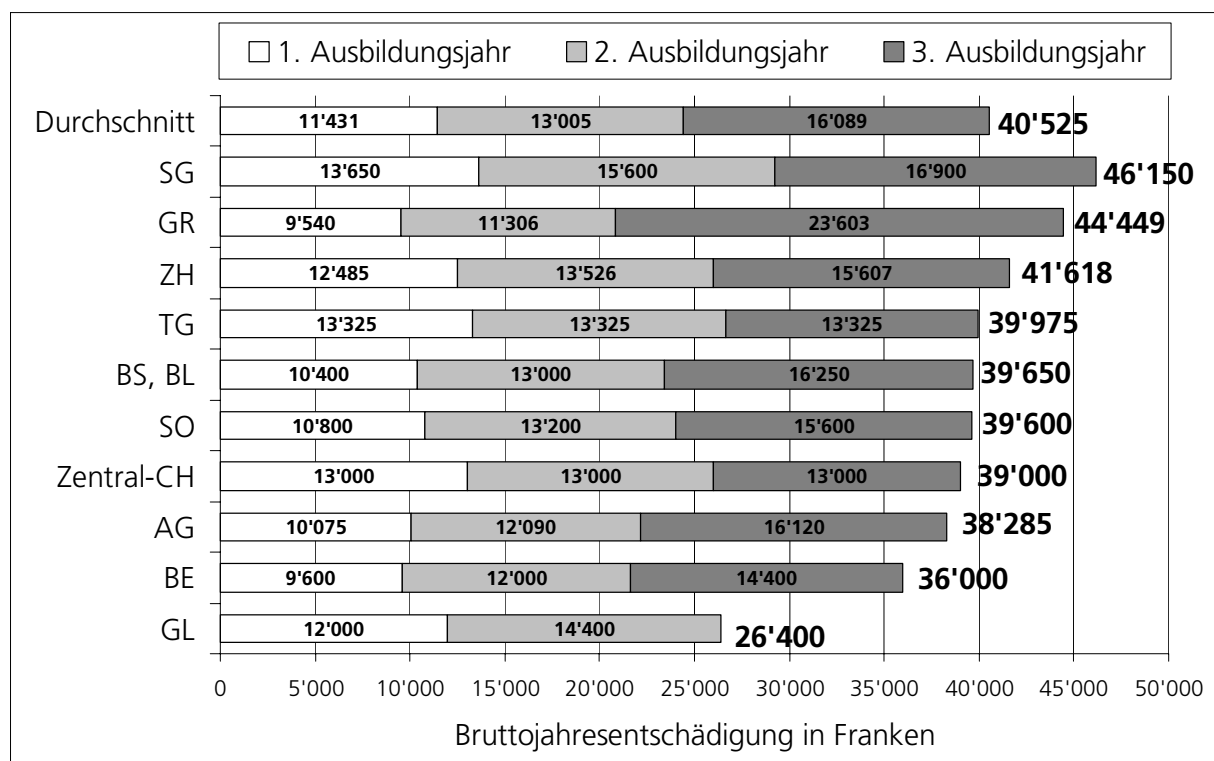 1. Ausbildungsjahr 2. Ausbildungsjahr 3. Ausbildungsjahr
Durchschnitt 11'431 13'005 16'089 40'525
SG 13'650 15'600 16'900 46'150
GR 9'540 11'306 23'603 44'449
ZH 12'485 13'526 15'607 41'618
TG 13'325 13'325 13'325 39'975
BS, BL 10'400 13'000 16'250 39'650
SO 10'800 13'200 15'600 39'600
Zentral-CH 13'000 13'000 13'000 39'000
AG 10'075 12'090 16'120 38'285
BE 9'600 12'000 14'400 36'000
GL 12'000 14'400 26'400
0 5'000 10'000 15'000 20'000 25'000 30'000 35'000 40'000 45'000 50'000
Bruttojahresentschädigung in Franken